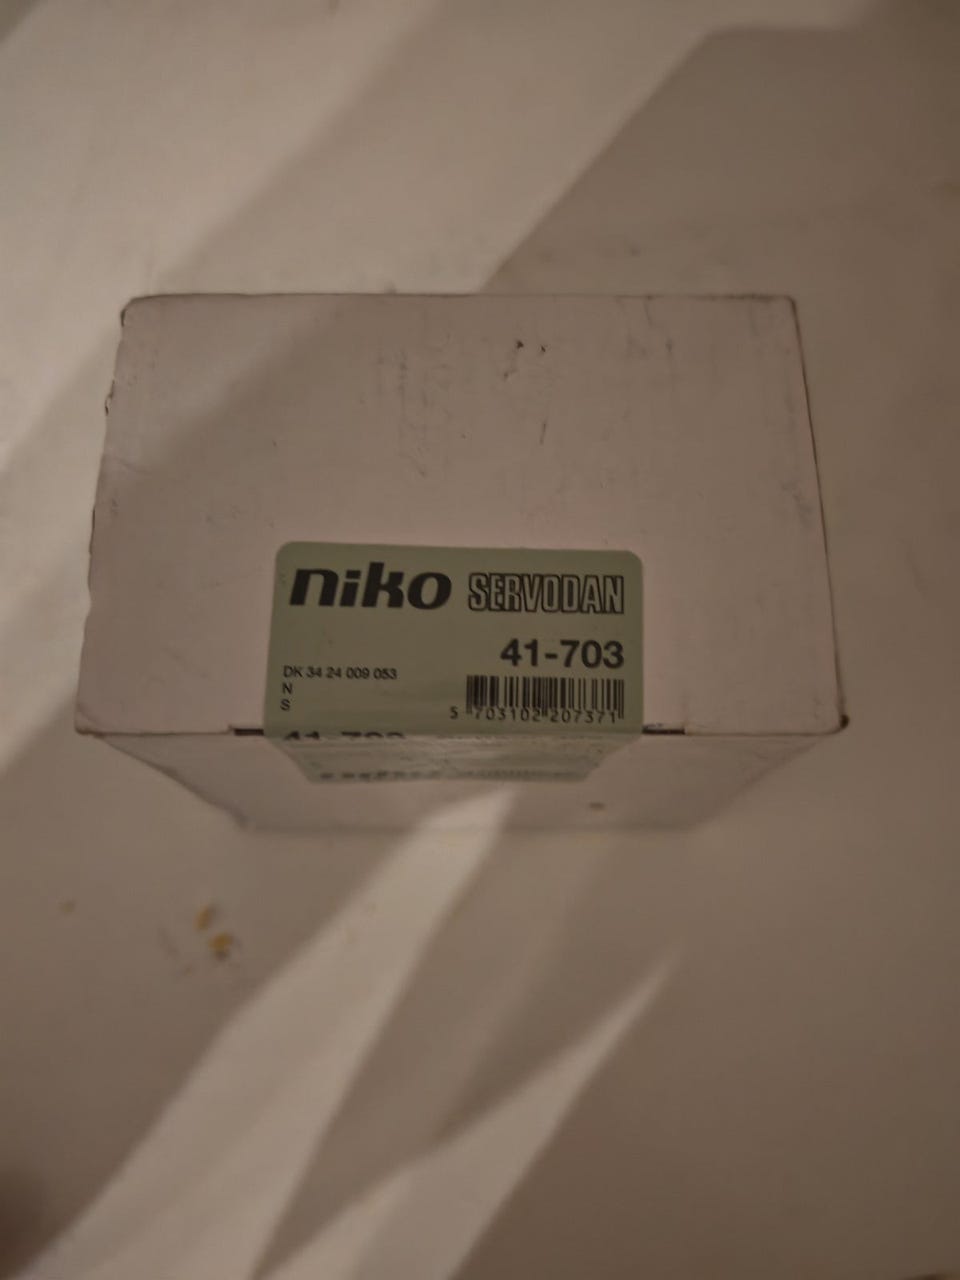 niko SERVODAN
41-703
DK 34 24 009 053
N
S
5 703102 207371